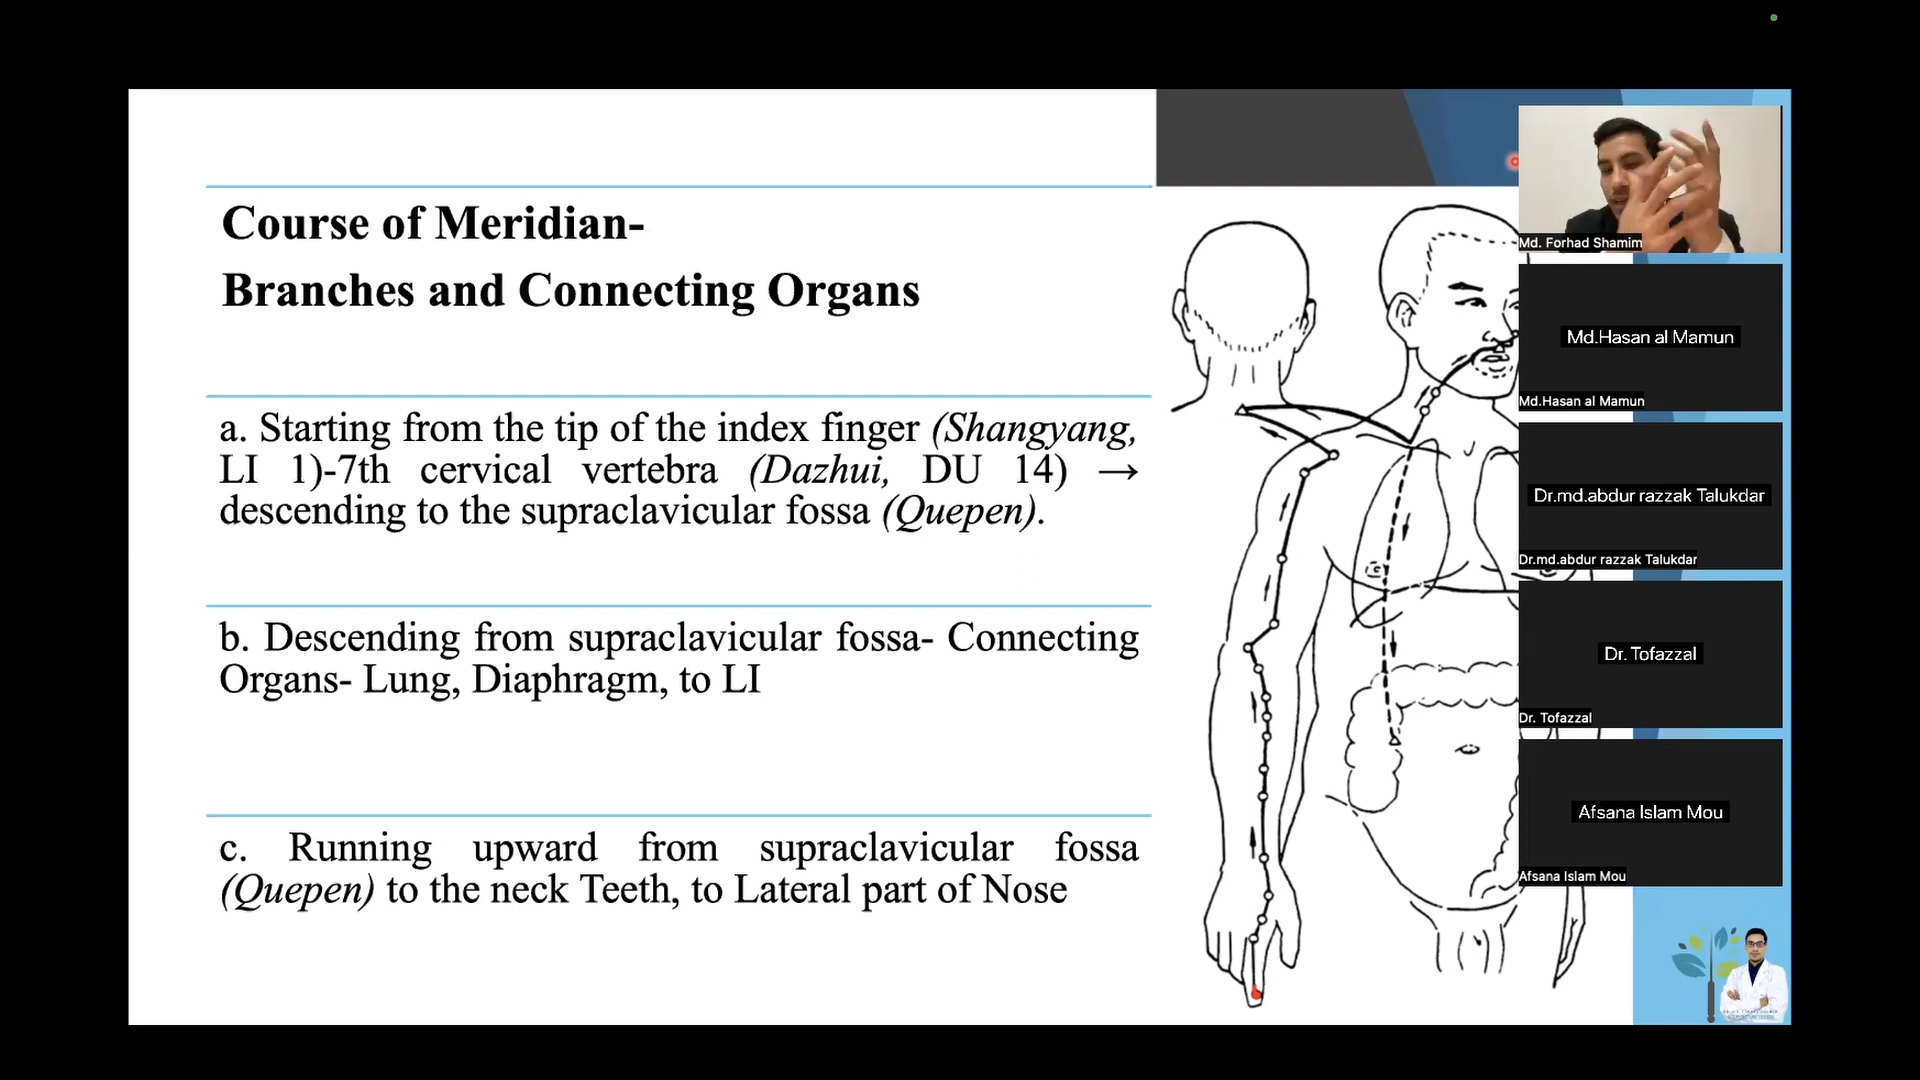 Course of Meridian-
Branches and Connecting Organs
a. Starting from the tip of the index finger (Shangyang,
LI 1)-7th cervical vertebra (Dazhui, DU 14) →
descending to the supraclavicular fossa (Quepen).
b. Descending from supraclavicular fossa- Connecting
Organs- Lung, Diaphragm, to LI
c. Running upward from supraclavicular fossa
(Quepen) to the neck Teeth, to Lateral part of Nose
Md. Forhad Shamim
Md.Hasan al Mamun
Md.Hasan al Mamun
Dr.md.abdur razzak Talukdar
Dr.md.abdur razzak Talukdar
Dr. Tofazzal
Dr. Tofazzal
Afsana Islam Mou
Afsana Islam Mou